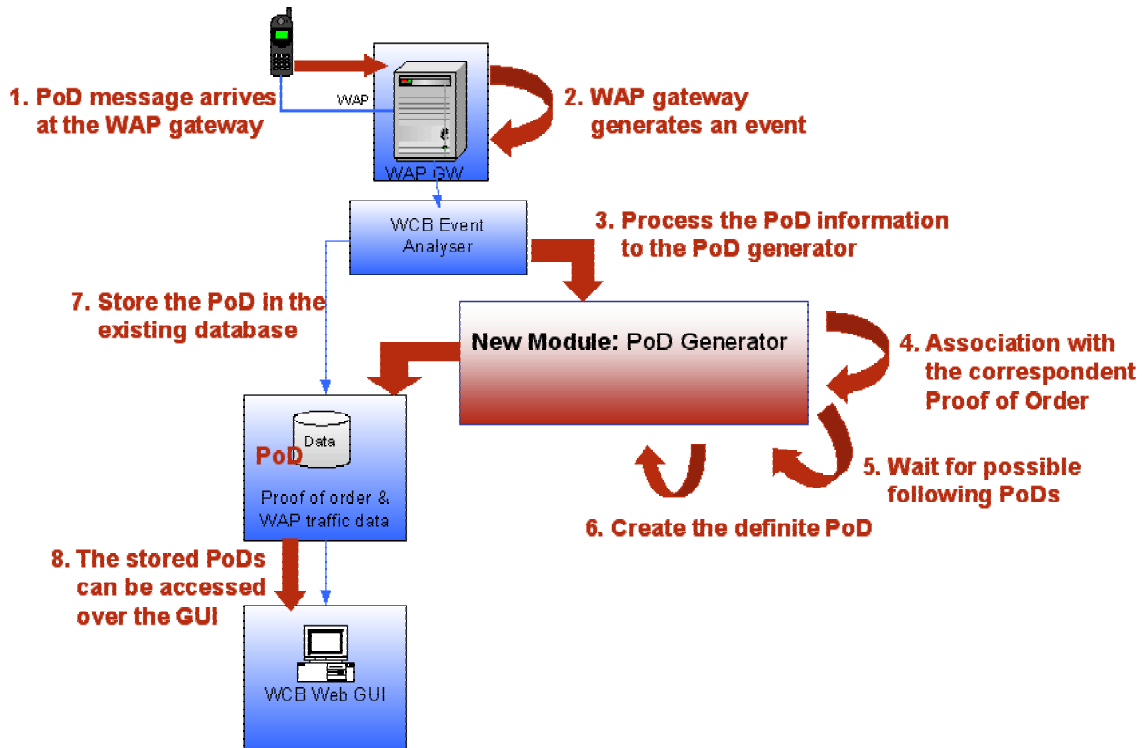 1. PoD message arrives
at the WAP gateway
WAP
WAP GW
2. WAP gateway
generates an event
WCB Event
Analyser
3. Process the PoD information
to the PoD generator
7. Store the PoD in the
existing database
New Module: PoD Generator
4. Association with
the correspondent
Proof of Order
Data
PoD
Proof of order &
WAP traffic data
5. Wait for possible
following PoDs
6. Create the definite PoD
8. The stored PoDs
can be accessed
over the GUI
WCB Web GUI